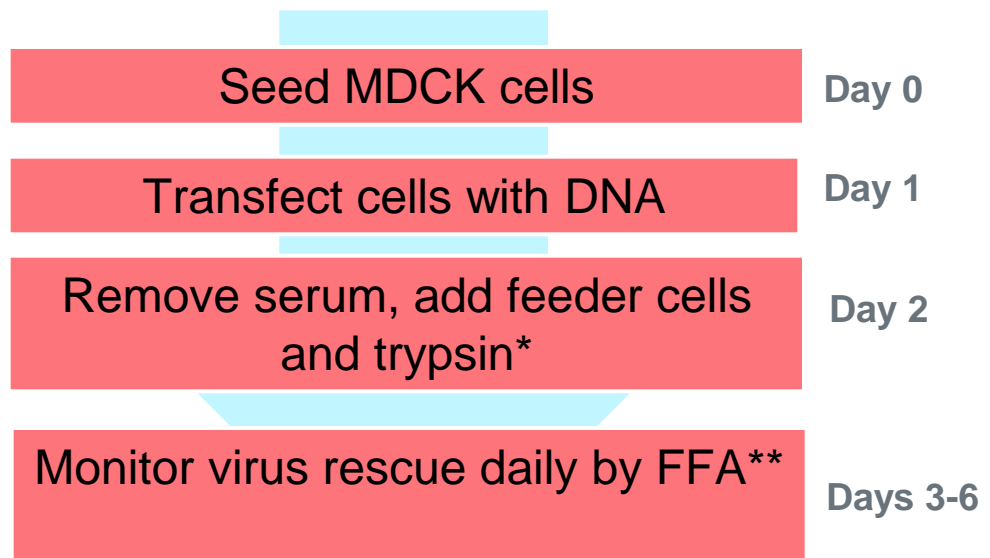 Seed MDCK cells
Day 0
Transfect cells with DNA
Day 1
Remove serum, add feeder cells
and trypsin*
Day 2
Monitor virus rescue daily by FFA**
Days 3-6